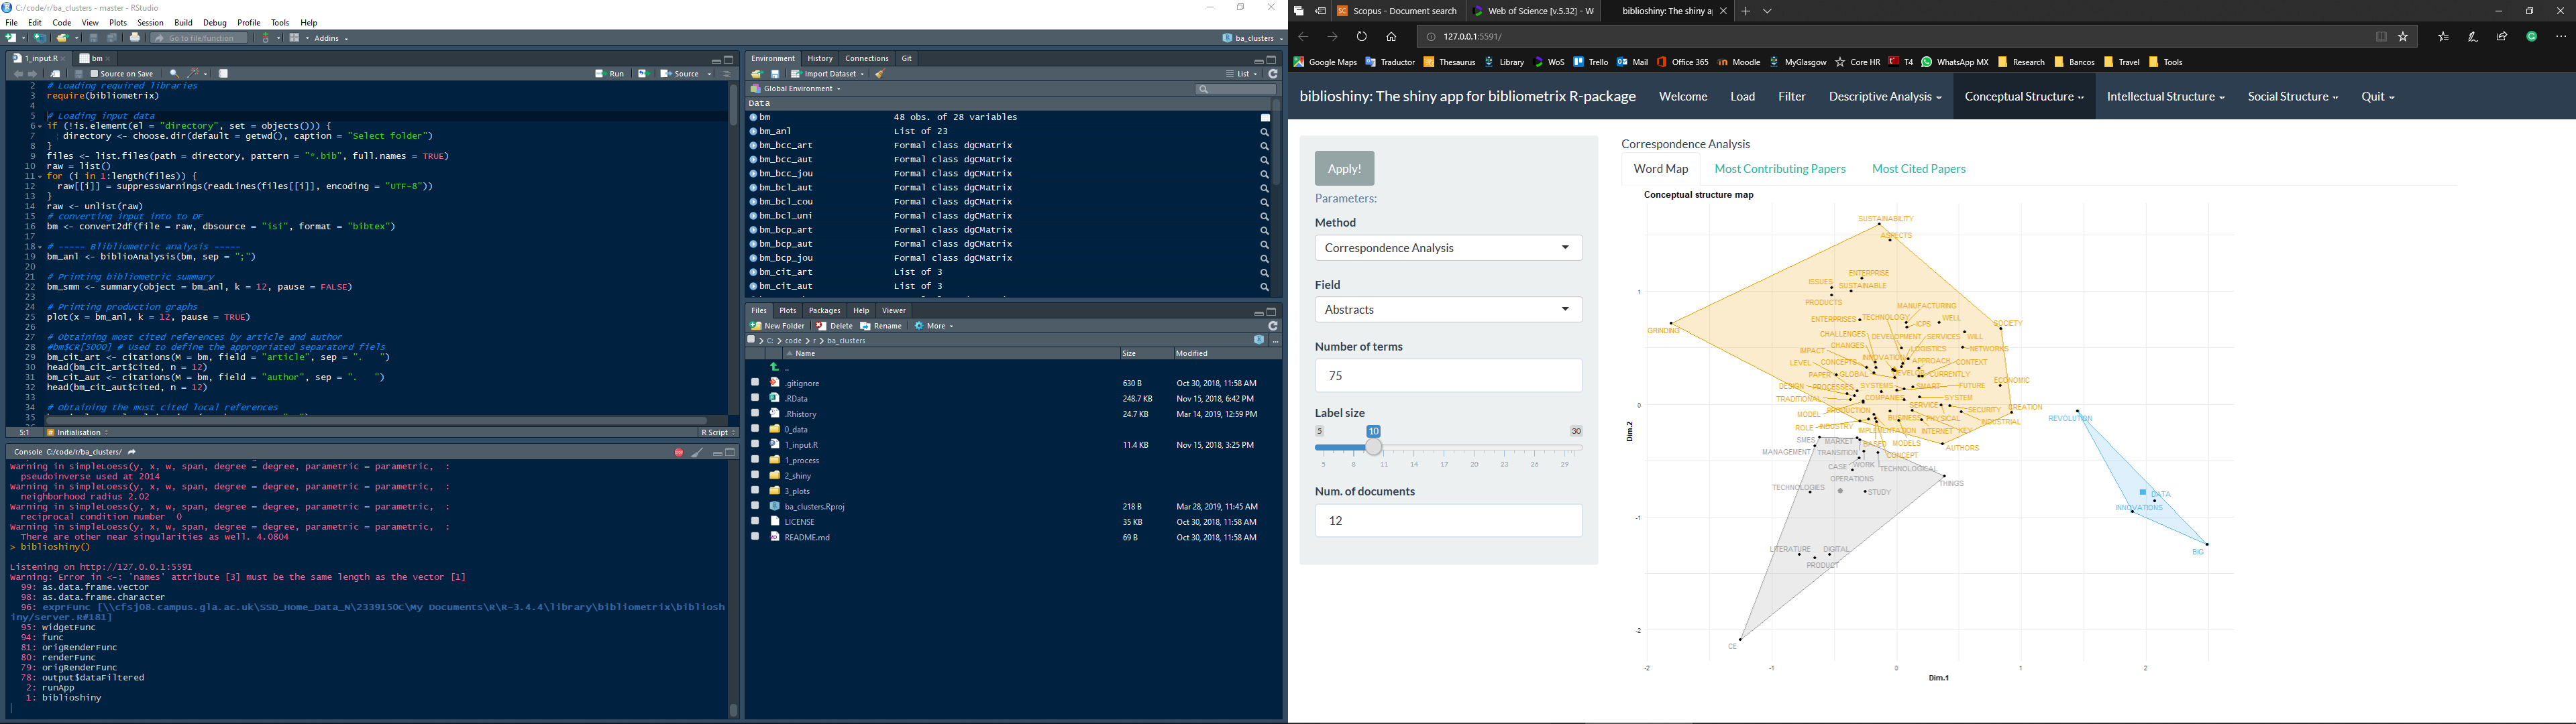 C:/code/r/ba_clusters - master - RStudio
File Edit Code View Plots Session Build Debug Profile Tools Help
Go to file/function Addins ba_clusters
1_input.R bm
Source on Save Run Source
2 # Loading required libraries
3 require(bibliometrix)
4
5 # Loading input data
6 if (!is.element(el = "directory", set = objects())) {
7 directory <- choose.dir(default = getwd(), caption = "Select folder")
8 }
9 files <- list.files(path = directory, pattern = "*.bib", full.names = TRUE)
10 raw = list()
11 for (i in 1:length(files)) {
12 raw[[i]] = suppressWarnings(readLines(files[[i]], encoding = "UTF-8"))
13 }
14 raw <- unlist(raw)
15 # converting input into to DF
16 bm <- convert2df(file = raw, dbsource = "isi", format = "bibtex")
17
18 # ----- Blibliometric analysis -----
19 bm_anl <- biblioAnalysis(bm, sep = ";")
20
21 # Printing bibliometric summary
22 bm_smm <- summary(object = bm_anl, k = 12, pause = FALSE)
23
24 # Printing production graphs
25 plot(x = bm_anl, k = 12, pause = TRUE)
26
27 # Obtaining most cited references by article and author
28 #bm$CR[5000] # Used to define the appropriated separatord fiels
29 bm_cit_art <- citations(M = bm, field = "article", sep = ".   ")
30 head(bm_cit_art$Cited, n = 12)
31 bm_cit_aut <- citations(M = bm, field = "author", sep = ".   ")
32 head(bm_cit_aut$Cited, n = 12)
33
34 # Obtaining the most cited local references
35
5:1 Initialisation R Script
Console C:/code/r/ba_clusters/
Warning in simpleLoess(y, x, w, span, degree = degree, parametric = parametric, :
pseudoinverse used at 2014
Warning in simpleLoess(y, x, w, span, degree = degree, parametric = parametric, :
neighborhood radius 2.02
Warning in simpleLoess(y, x, w, span, degree = degree, parametric = parametric, :
reciprocal condition number 0
Warning in simpleLoess(y, x, w, span, degree = degree, parametric = parametric, :
There are other near singularities as well. 4.0804
> biblioshiny()
Listening on http://127.0.0.1:5591
Warning: Error in <-: 'names' attribute [3] must be the same length as the vector [1]
99: as.data.frame.vector
98: as.data.frame.character
96: exprFunc [\\cfsj08.campus.gla.ac.uk\SSD_Home_Data_N\2339150C\My Documents\R\R-3.4.4\library\bibliometrix\bibliosh
iny/server.R#181]
95: widgetFunc
94: func
81: origRenderFunc
80: renderFunc
79: origRenderFunc
78: output$dataFiltered
2: runApp
1: biblioshiny
Environment History Connections Git
Import Dataset List
Global Environment
Data
bm 48 obs. of 28 variables
bm_anl List of 23
bm_bcc_art Formal class dgCMatrix
bm_bcc_aut Formal class dgCMatrix
bm_bcc_jou Formal class dgCMatrix
bm_bcl_aut Formal class dgCMatrix
bm_bcl_cou Formal class dgCMatrix
bm_bcl_uni Formal class dgCMatrix
bm_bcp_art Formal class dgCMatrix
bm_bcp_aut Formal class dgCMatrix
bm_bcp_jou Formal class dgCMatrix
bm_cit_art List of 3
bm_cit_aut List of 3
Files Plots Packages Help Viewer
New Folder Delete Rename More
C: code r ba_clusters ...
Name Size Modified
..
.gitignore 630 B Oct 30, 2018, 11:58 AM
.RData 248.7 KB Nov 15, 2018, 6:42 PM
.Rhistory 24.7 KB Mar 14, 2019, 12:59 PM
0_data
1_input.R 11.4 KB Nov 15, 2018, 3:25 PM
1_process
2_shiny
3_plots
ba_clusters.Rproj 218 B Mar 28, 2019, 11:45 AM
LICENSE 35 KB Oct 30, 2018, 11:58 AM
README.md 69 B Oct 30, 2018, 11:58 AM
Scopus - Document search Web of Science [v.5.32] - W biblioshiny: The shiny a
127.0.0.1:5591/
Google Maps Traductor Thesaurus Library WoS Trello Mail Office 365 Moodle MyGlasgow Core HR T4 WhatsApp MX Research Bancos Travel Tools
biblioshiny: The shiny app for bibliometrix R-package Welcome Load Filter Descriptive Analysis Conceptual Structure Intellectual Structure Social Structure Quit
Apply!
Parameters:
Method
Correspondence Analysis
Field
Abstracts
Number of terms
75
Label size
5 10 30
5 8 11 14 17 20 23 26 29
Num. of documents
12
Correspondence Analysis
Word Map Most Contributing Papers Most Cited Papers
Conceptual structure map
SUSTAINABILITY
ASPECTS
ENTERPRISE
ISSUES SUSTAINABLE
PRODUCTS MANUFACTURING
ENTERPRISES TECHNOLOGY ICPS WELL
GRINDING SOCIETY
CHALLENGES DEVELOPMENT SERVICES WILL
CHANGES LOGISTICS NETWORKS
IMPACT INNOVATION
LEVEL CONCEPTS APPROACH CONTEXT
PAPER GLOBAL DEVELOP CURRENTLY
DESIGN PROCESSES SYSTEMS SMART FUTURE ECONOMIC
TRADITIONAL COMPANIES SYSTEM
MODEL PRODUCTION SERVICE SECURITY CREATION
BUSINESS PHYSICAL INDUSTRIAL
ROLE INDUSTRY IMPLEMENTATION INTERNET KEY
SMES MARKET BASED MODELS
MANAGEMENT TRANSITION CONCEPT AUTHORS
CASE WORK TECHNOLOGICAL
OPERATIONS THINGS
TECHNOLOGIES STUDY
REVOLUTION
DATA
INNOVATIONS
BIG
LITERATURE DIGITAL
PRODUCT
CE
1
0
-1
-2
Dim.2
-2 -1 0 1 2
Dim.1